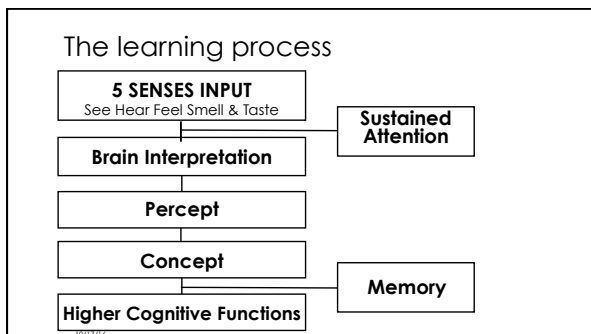 The learning process
5 SENSES INPUT
See Hear Feel Smell & Taste
Sustained
Attention
Brain Interpretation
Percept
Concept
Memory
Higher Cognitive Functions